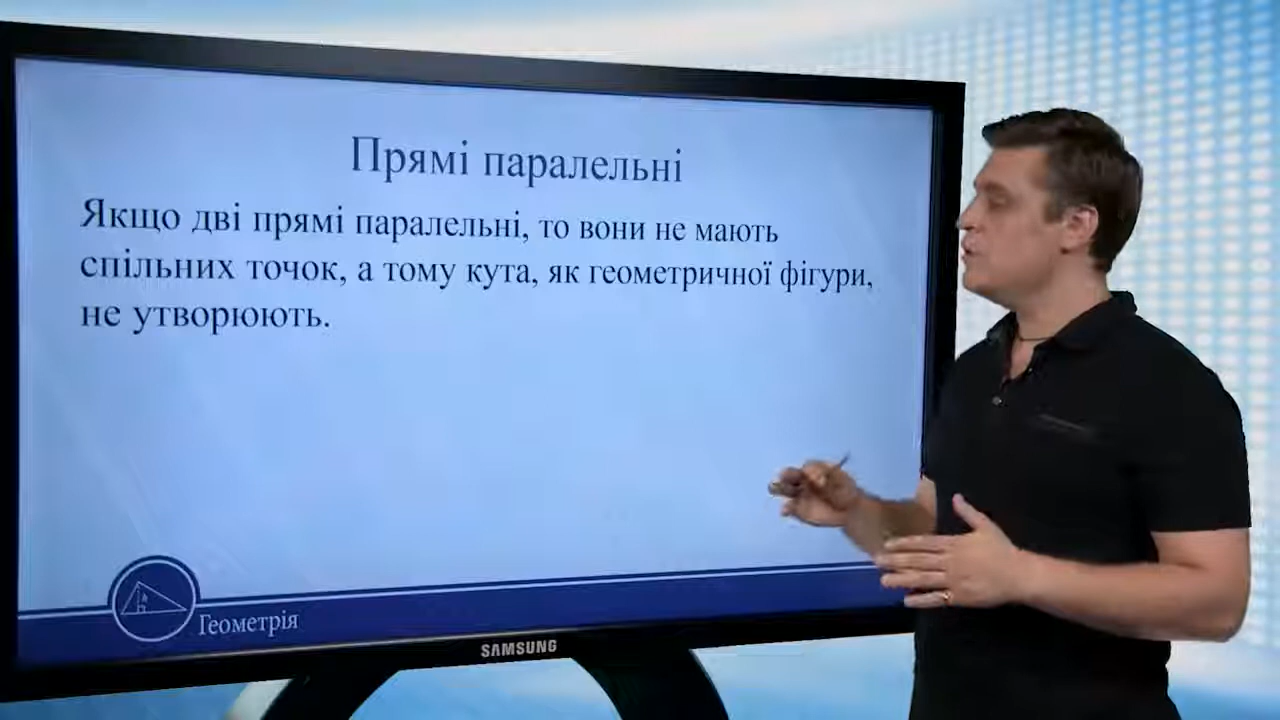 Прямі паралельні
Якщо дві прямі паралельні, то вони не мають
спільних точок, а тому кута, як геометричної фігури,
не утворюють.
Геометрія
SAMSUNG